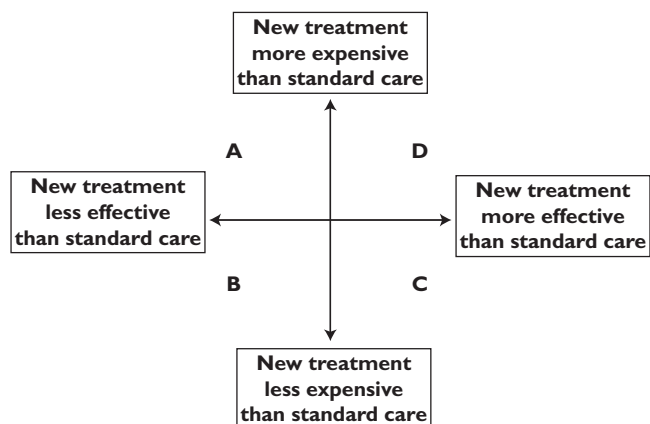 New treatment
more expensive
than standard care
A
D
New treatment
less effective
than standard care
New treatment
more effective
than standard care
B
C
New treatment
less expensive
than standard care